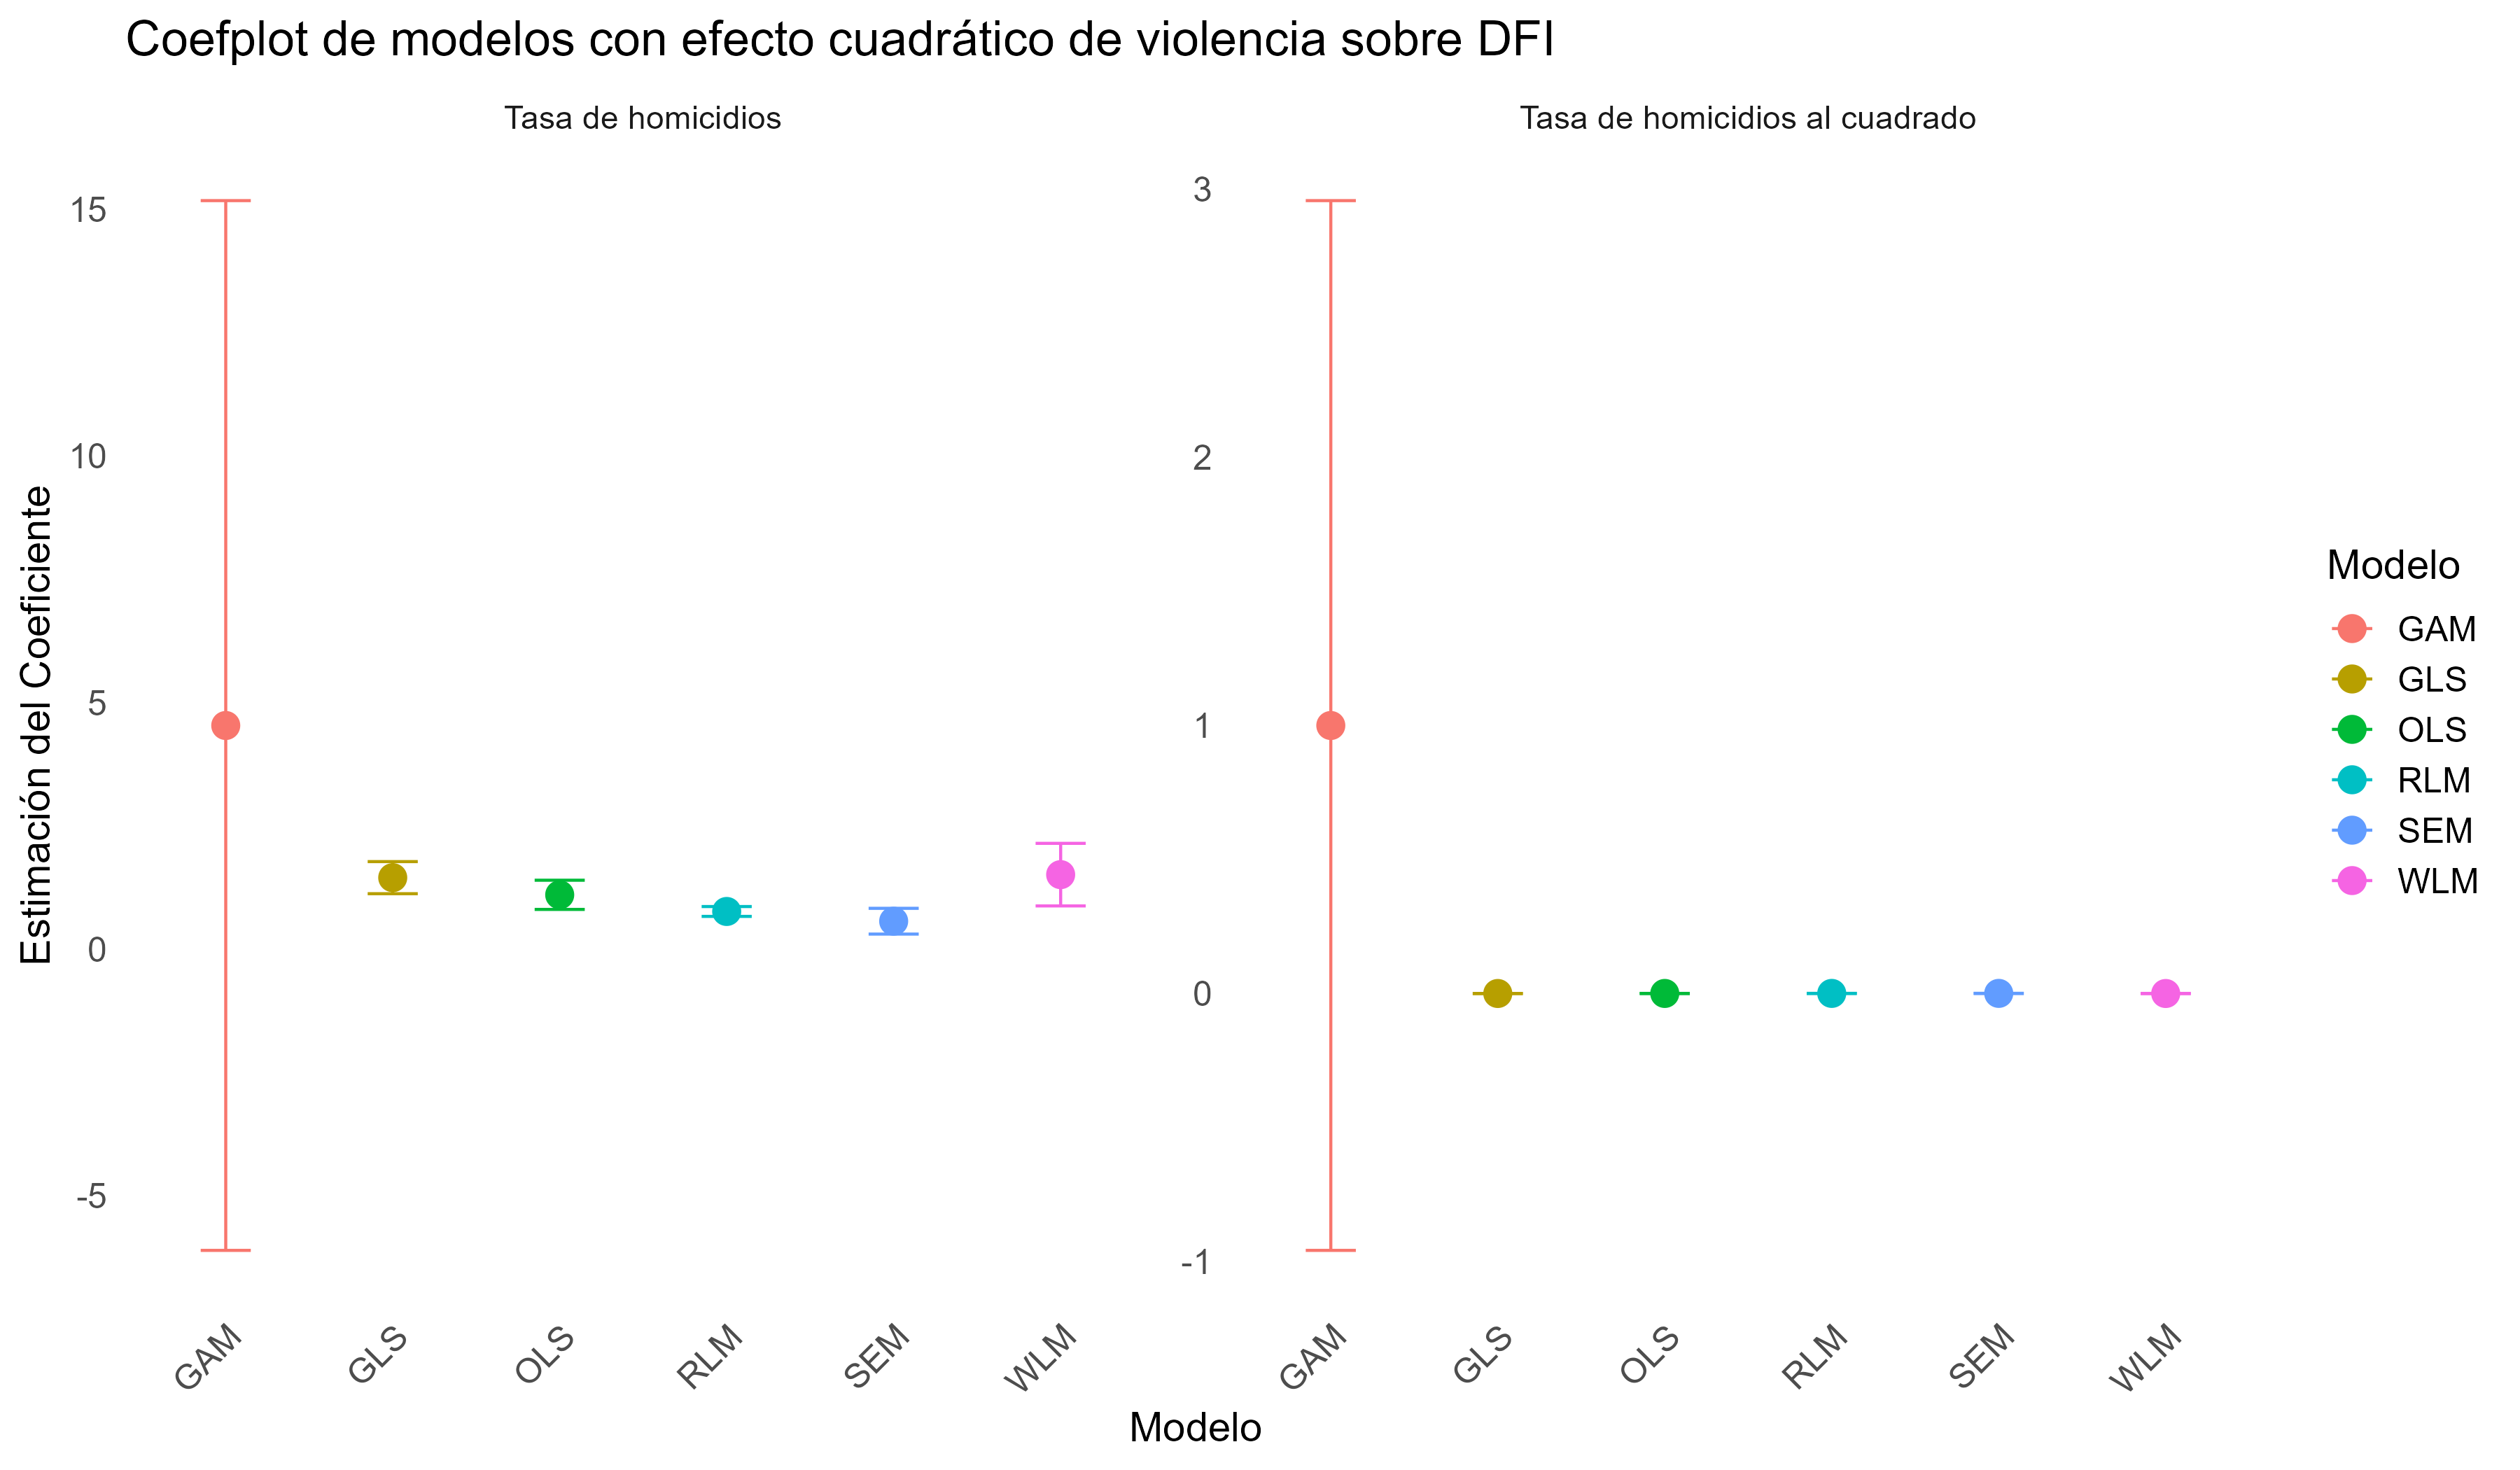 Coefplot de modelos con efecto cuadrático de violencia sobre DFI
Tasa de homicidios
Tasa de homicidios al cuadrado
Estimación del Coeficiente
15
10
5
0
-5
3
2
1
0
-1
GAM
GLS
OLS
RLM
SEM
WLM
GAM
GLS
OLS
RLM
SEM
WLM
Modelo
Modelo
GAM
GLS
OLS
RLM
SEM
WLM